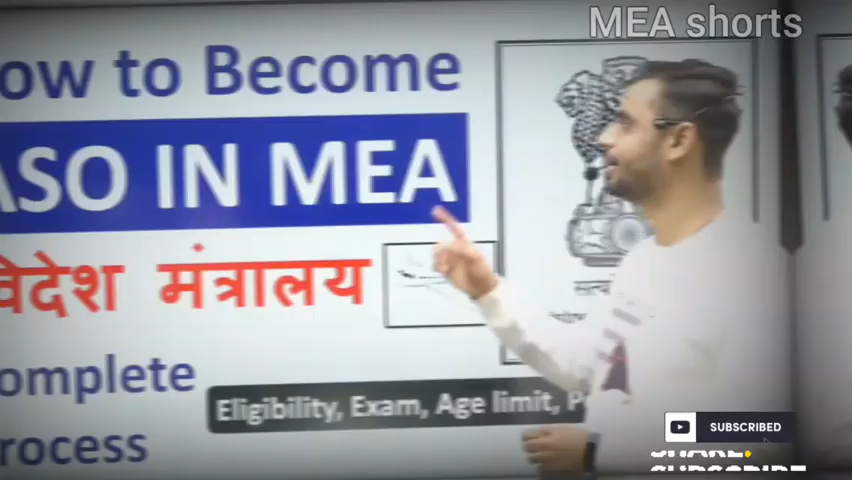 MEA shorts
ow to Become
ASO IN MEA
विदेश मंत्रालय
omplete
Eligibility, Exam, Age limit, P
rocess
SUBSCRIBED